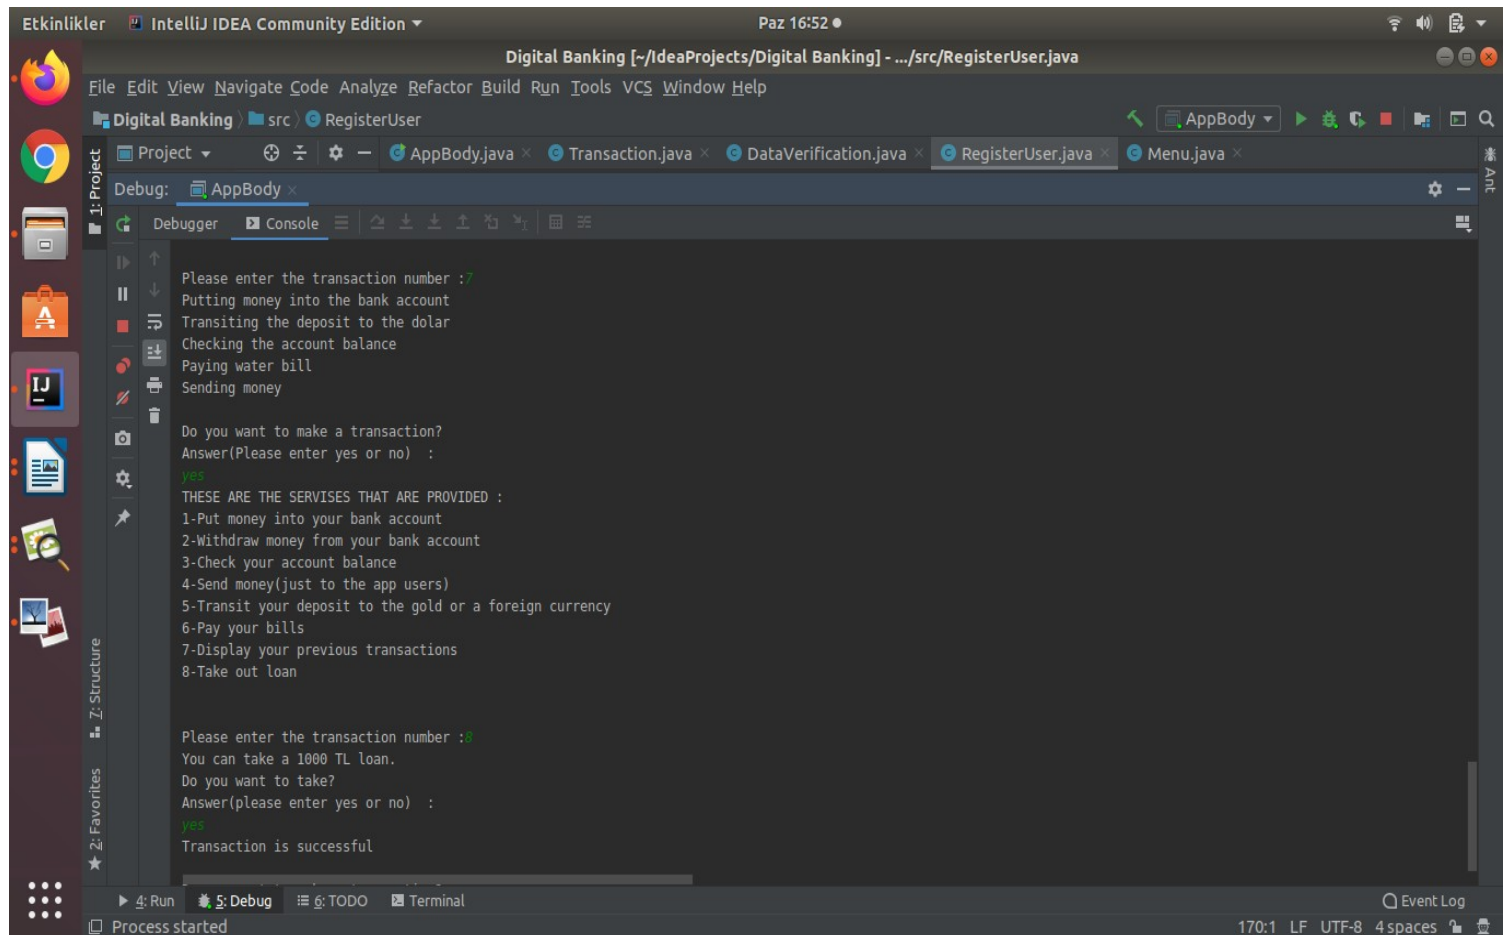 Etkinlikler IntelliJ IDEA Community Edition Paz 16:52
Digital Banking [~/IdeaProjects/Digital Banking] - .../src/RegisterUser.java
File Edit View Navigate Code Analyze Refactor Build Run Tools VCS Window Help
Digital Banking src RegisterUser AppBody
1: Project Project AppBody.java Transaction.java DataVerification.java RegisterUser.java Menu.java Ant
Debug: AppBody
Debugger Console
Please enter the transaction number :7
Putting money into the bank account
Transiting the deposit to the dolar
Checking the account balance
Paying water bill
Sending money
Do you want to make a transaction?
Answer(Please enter yes or no)  :
yes
THESE ARE THE SERVISES THAT ARE PROVIDED :
1-Put money into your bank account
2-Withdraw money from your bank account
3-Check your account balance
4-Send money(just to the app users)
5-Transit your deposit to the gold or a foreign currency
6-Pay your bills
7-Display your previous transactions
8-Take out loan
Z: Structure
Please enter the transaction number :8
You can take a 1000 TL loan.
Do you want to take?
Answer(please enter yes or no)  :
yes
Transaction is successful
2: Favorites
4: Run 5: Debug 6: TODO Terminal Event Log
Process started 170:1 LF UTF-8 4 spaces